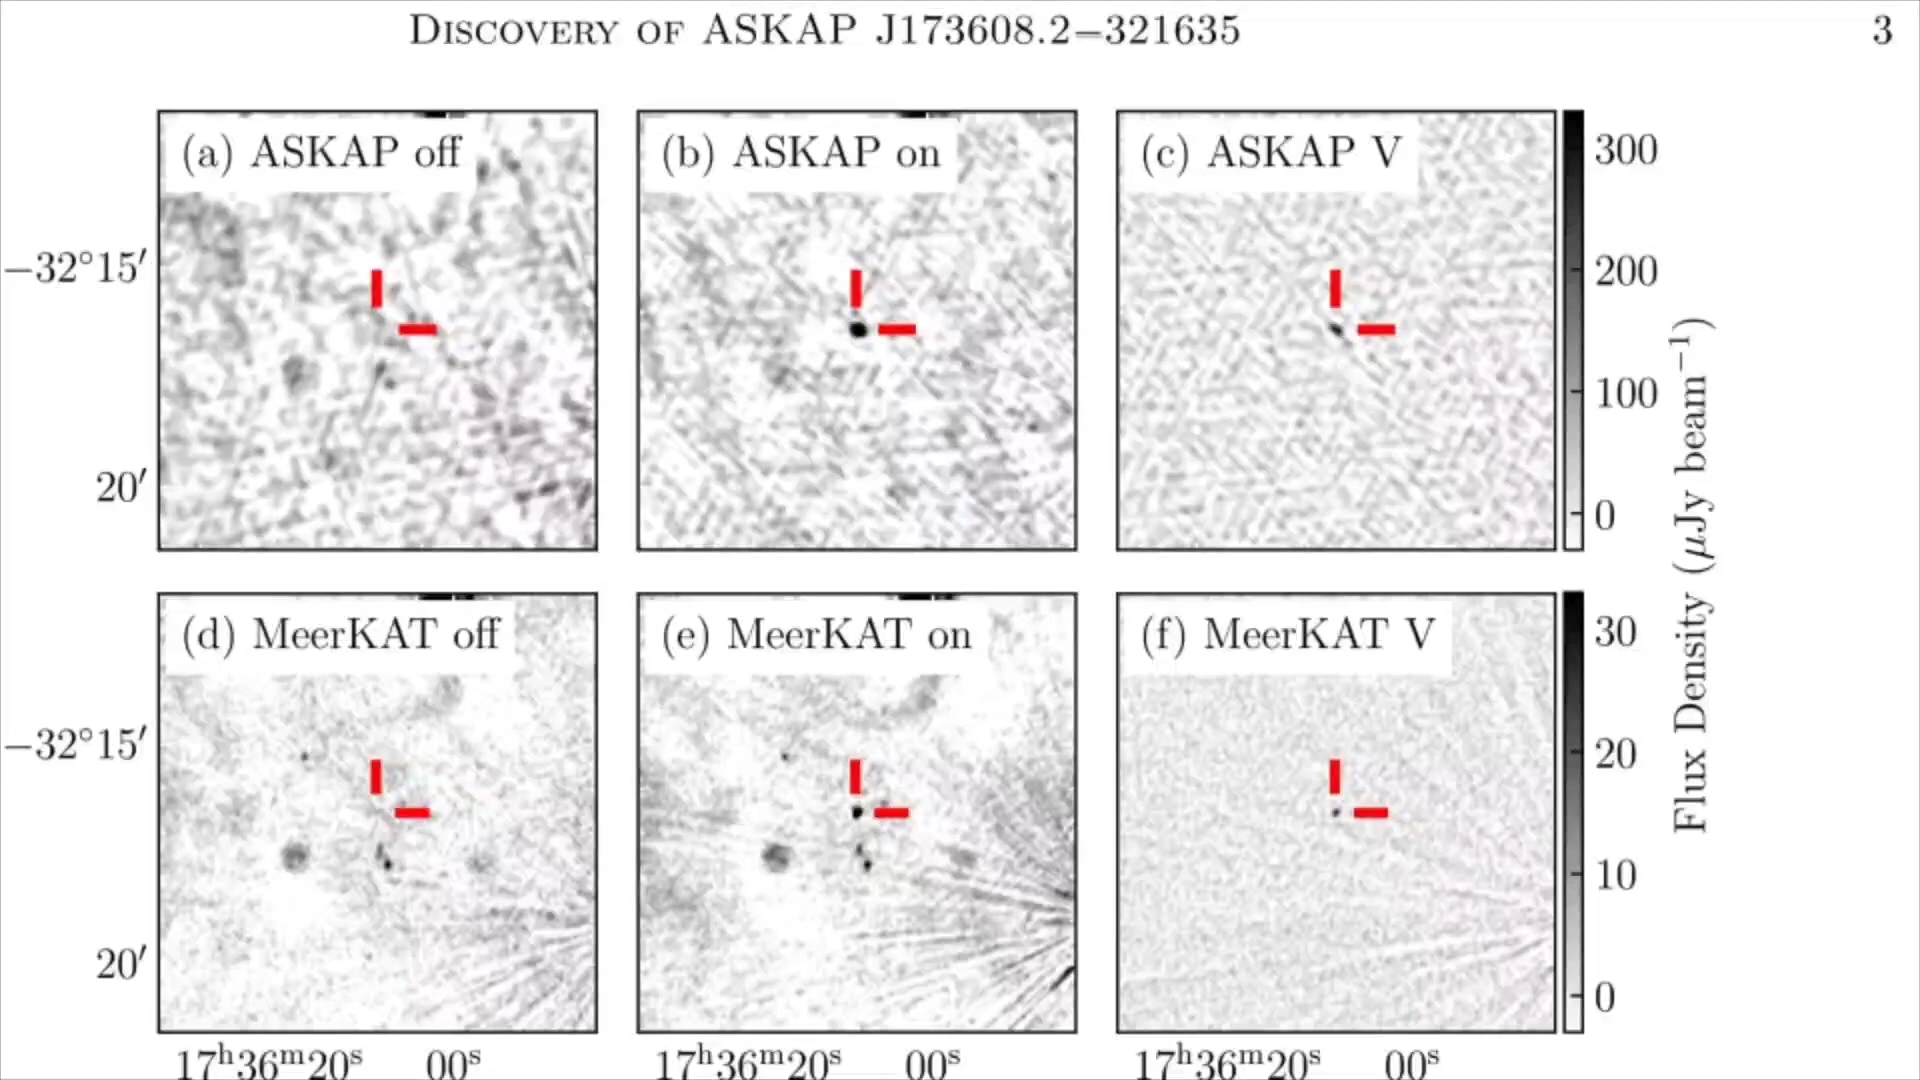 DISCOVERY OF ASKAP J173608.2−321635
3
(a) ASKAP off
(b) ASKAP on
(c) ASKAP V
300
200
100
0
−32°15′
20′
(d) MeerKAT off
(e) MeerKAT on
(f) MeerKAT V
30
20
10
0
−32°15′
20′
Flux Density (μJy beam⁻¹)
17ʰ36ᵐ20ˢ 00ˢ
17ʰ36ᵐ20ˢ 00ˢ
17ʰ36ᵐ20ˢ 00ˢ